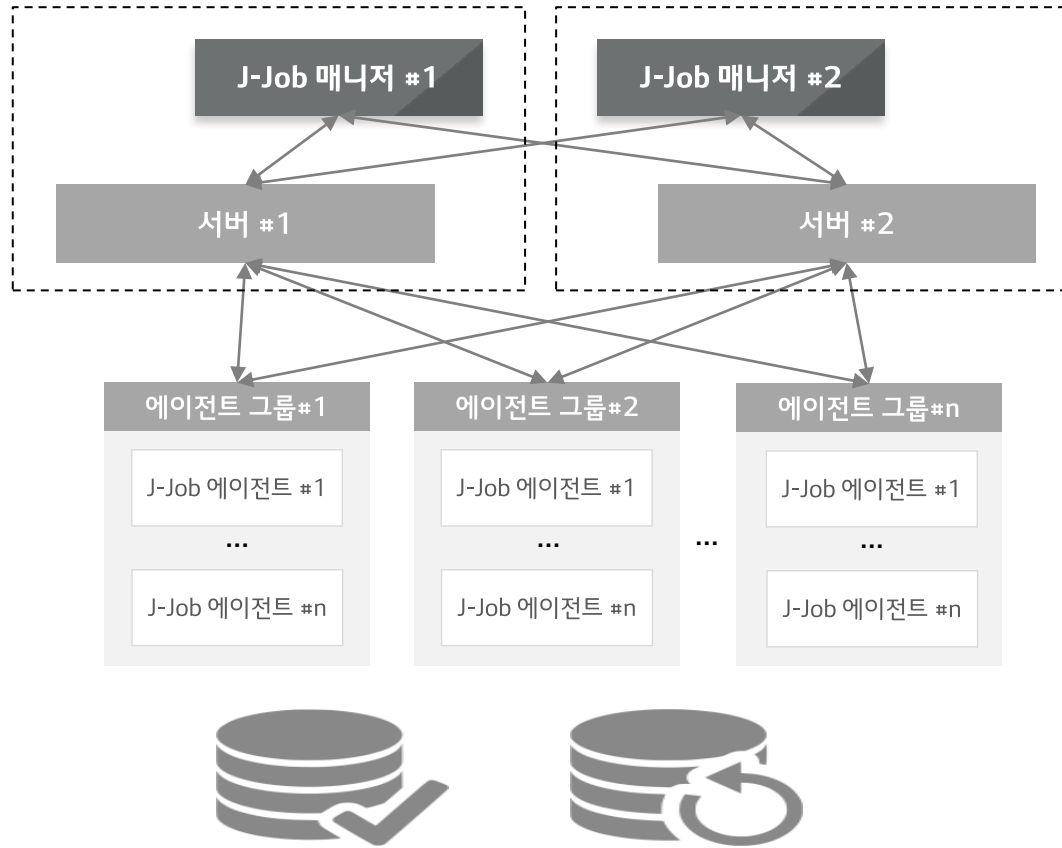 J-Job 매니저 #1
J-Job 매니저 #2
서버 #1
서버 #2
에이전트 그룹#1
에이전트 그룹#2
에이전트 그룹#n
J-Job 에이전트 #1
J-Job 에이전트 #1
J-Job 에이전트 #1
...
...
...
...
J-Job 에이전트 #n
J-Job 에이전트 #n
J-Job 에이전트 #n